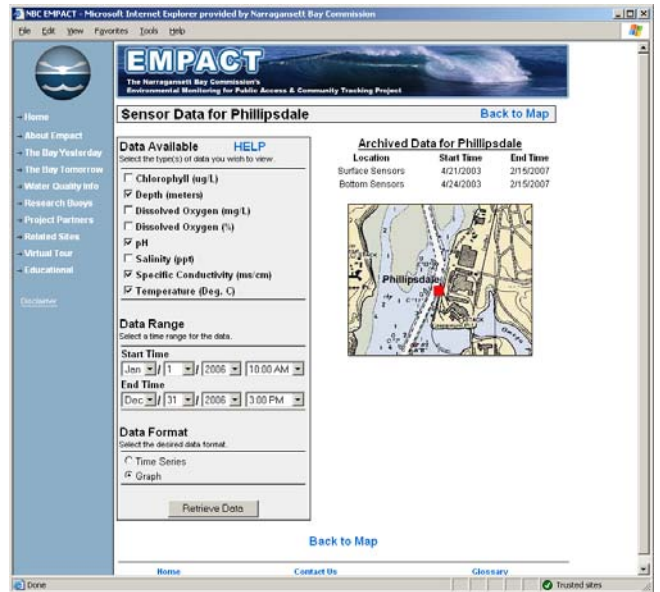 NBC EMPACT - Microsoft Internet Explorer provided by Narragansett Bay Commission
File Edit View Favorites Tools Help
EMPACT
The Narragansett Bay Commission's
Environmental Monitoring for Public Access & Community Tracking Project
Home
About Empact
The Bay Yesterday
The Bay Tomorrow
Water Quality Info
Research Buoys
Project Partners
Related Sites
Virtual Tour
Educational
Disclaimer
Sensor Data for Phillipsdale Back to Map
Data Available HELP
Select the type(s) of data you wish to view.
Chlorophyll (ug/L)
Depth (meters)
Dissolved Oxygen (mg/L)
Dissolved Oxygen (%)
pH
Salinity (ppt)
Specific Conductivity (ms/cm)
Temperature (Deg. C)
Data Range
Select a time range for the data.
Start Time
Jan / 1 / 2006 10:00 AM
End Time
Dec / 31 / 2006 3:00 PM
Data Format
Select the desired data format.
Time Series
Graph
Retrieve Data
Archived Data for Phillipsdale
Location Start Time End Time
Surface Sensors 4/21/2003 2/15/2007
Bottom Sensors 4/24/2003 2/15/2007
Phillipsdale
Back to Map
Home Contact Us Glossary
Done Trusted sites